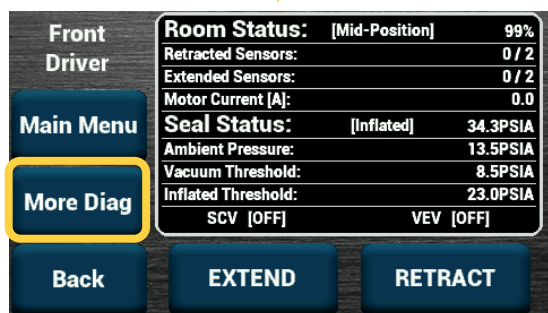 Front
Driver
Main Menu
More Diag
Back
Room Status: [Mid-Position] 99%
Retracted Sensors: 0 / 2
Extended Sensors: 0 / 2
Motor Current [A]: 0.0
Seal Status: [Inflated] 34.3PSIA
Ambient Pressure: 13.5PSIA
Vacuum Threshold: 8.5PSIA
Inflated Threshold: 23.0PSIA
SCV [OFF] VEV [OFF]
EXTEND RETRACT